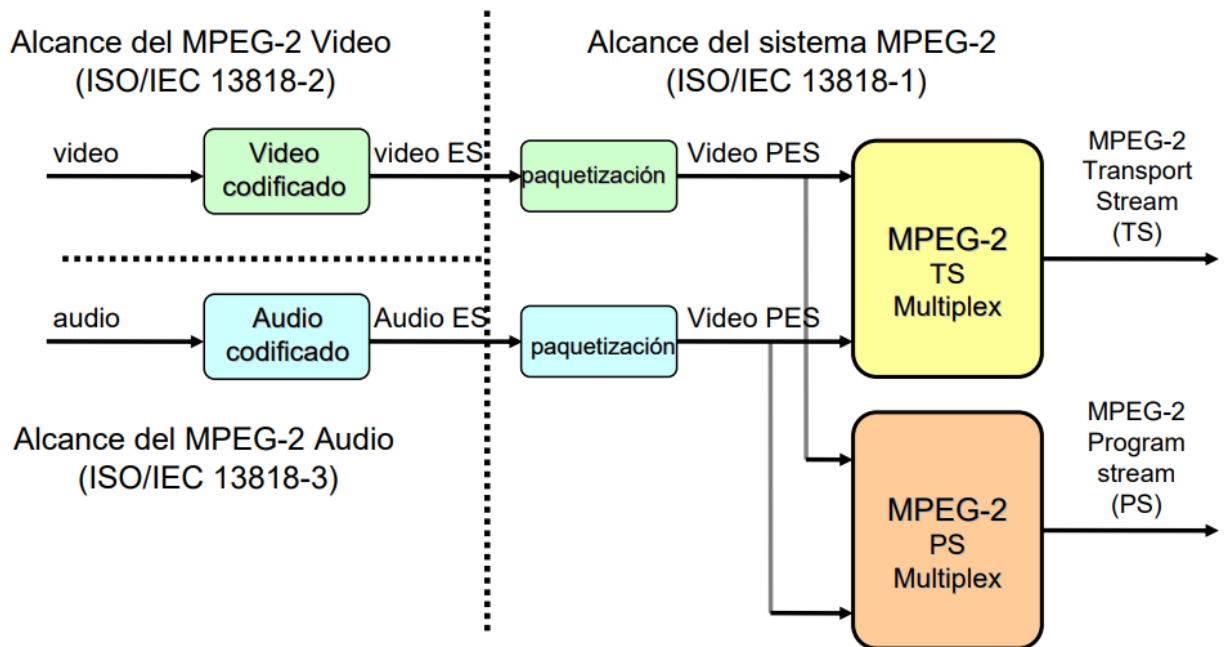 Alcance del MPEG-2 Video
(ISO/IEC 13818-2)
Alcance del sistema MPEG-2
(ISO/IEC 13818-1)
video
Video
codificado
video ES
paquetización
Video PES
MPEG-2
TS
Multiplex
MPEG-2
Transport
Stream
(TS)
audio
Audio
codificado
Audio ES
paquetización
Video PES
Alcance del MPEG-2 Audio
(ISO/IEC 13818-3)
MPEG-2
PS
Multiplex
MPEG-2
Program
stream
(PS)